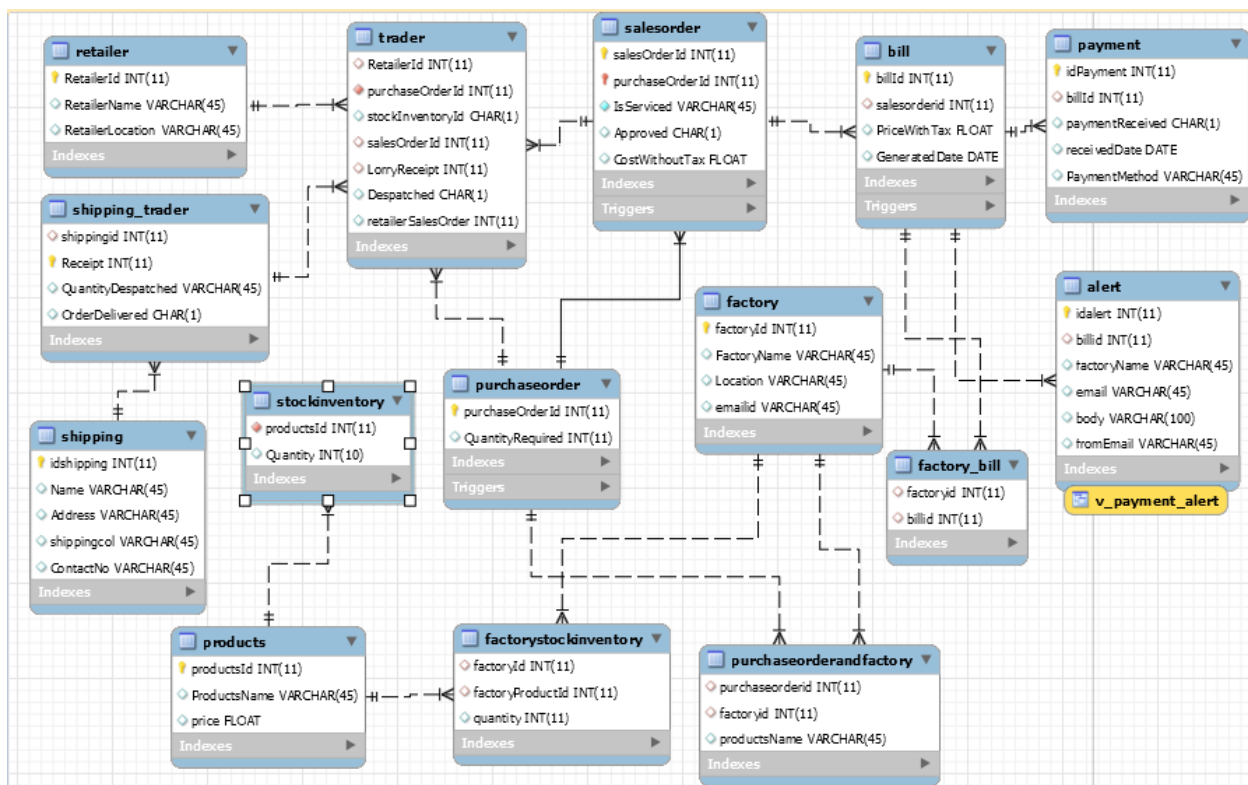 retailer
RetailerId INT(11)
RetailerName VARCHAR(45)
RetailerLocation VARCHAR(45)
Indexes
trader
RetailerId INT(11)
purchaseOrderId INT(11)
stockInventoryId CHAR(1)
salesOrderId INT(11)
LorryReceipt INT(11)
Despatched CHAR(1)
retailerSalesOrder INT(11)
Indexes
salesorder
salesOrderId INT(11)
purchaseOrderId INT(11)
IsServiced VARCHAR(45)
Approved CHAR(1)
CostWithoutTax FLOAT
Indexes
Triggers
bill
billId INT(11)
salesorderid INT(11)
PriceWithTax FLOAT
GeneratedDate DATE
Indexes
Triggers
payment
idPayment INT(11)
billId INT(11)
paymentReceived CHAR(1)
receivedDate DATE
PaymentMethod VARCHAR(45)
Indexes
shipping_trader
shippingid INT(11)
Receipt INT(11)
QuantityDespatched VARCHAR(45)
OrderDelivered CHAR(1)
Indexes
factory
factoryId INT(11)
FactoryName VARCHAR(45)
Location VARCHAR(45)
emailid VARCHAR(45)
Indexes
alert
idalert INT(11)
billid INT(11)
factoryName VARCHAR(45)
email VARCHAR(45)
body VARCHAR(100)
fromEmail VARCHAR(45)
Indexes
v_payment_alert
stockinventory
productsId INT(11)
Quantity INT(10)
Indexes
purchaseorder
purchaseOrderId INT(11)
QuantityRequired INT(11)
Indexes
Triggers
shipping
idshipping INT(11)
Name VARCHAR(45)
Address VARCHAR(45)
shippingcol VARCHAR(45)
ContactNo VARCHAR(45)
Indexes
factory_bill
factoryid INT(11)
billid INT(11)
Indexes
products
productsId INT(11)
ProductsName VARCHAR(45)
price FLOAT
Indexes
factorystockinventory
factoryId INT(11)
factoryProductId INT(11)
quantity INT(11)
Indexes
purchaseorderandfactory
purchaseorderid INT(11)
factoryid INT(11)
productsName VARCHAR(45)
Indexes